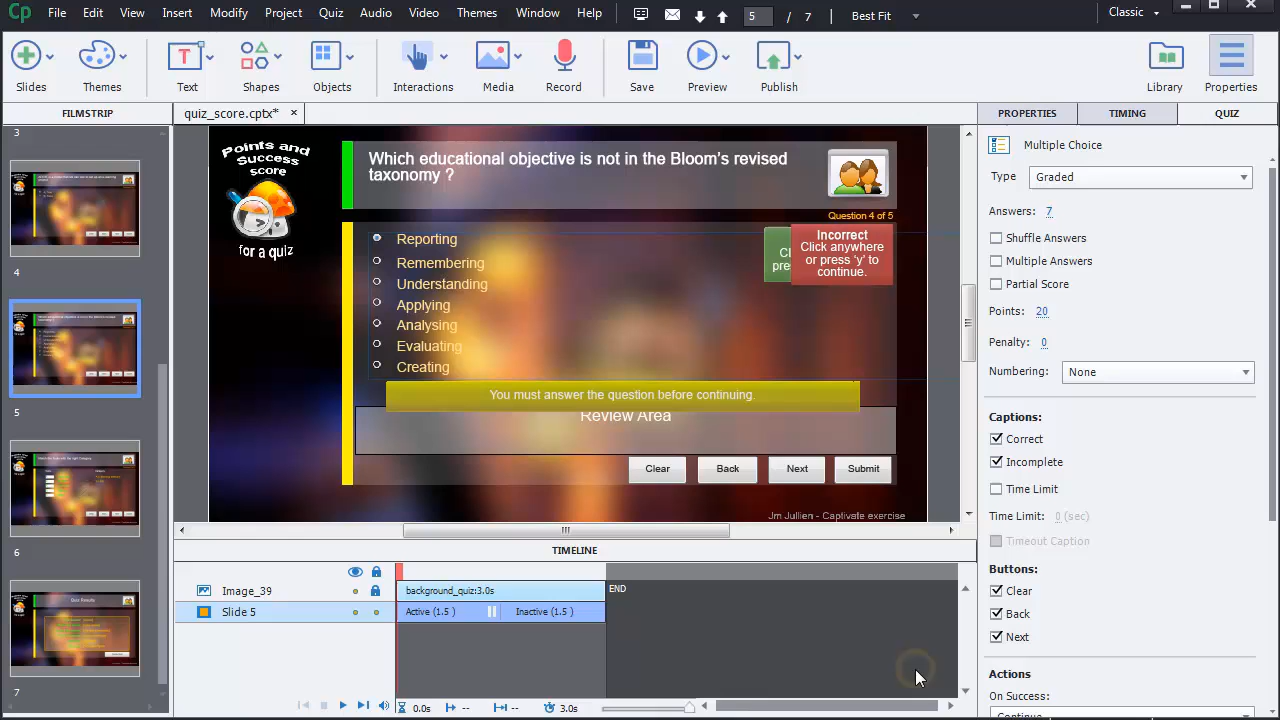 File Edit View Insert Modify Project Quiz Audio Video Themes Window Help
5 / 7 Best Fit
Classic
Slides Themes Text Shapes Objects Interactions Media Record Save Preview Publish Library Properties
FILMSTRIP
quiz_score.cptx*
PROPERTIES TIMING QUIZ
3
4
5
6
7
Points and
Success
score
for a quiz
Which educational objective is not in the Bloom's revised
taxonomy ?
Question 4 of 5
Reporting
Remembering
Understanding
Applying
Analysing
Evaluating
Creating
Incorrect
Click anywhere
or press 'y' to
continue.
You must answer the question before continuing.
Review Area
Clear Back Next Submit
Jm Jullien - Captivate exercise
TIMELINE
Image_39 background_quiz:3.0s
END
Slide 5 Active (1.5 ) Inactive (1.5 )
0.0s -- -- 3.0s
Multiple Choice
Type Graded
Answers: 7
Shuffle Answers
Multiple Answers
Partial Score
Points: 20
Penalty: 0
Numbering: None
Captions:
Correct
Incomplete
Time Limit
Time Limit: 0 (sec)
Timeout Caption
Buttons:
Clear
Back
Next
Actions
On Success:
Continue